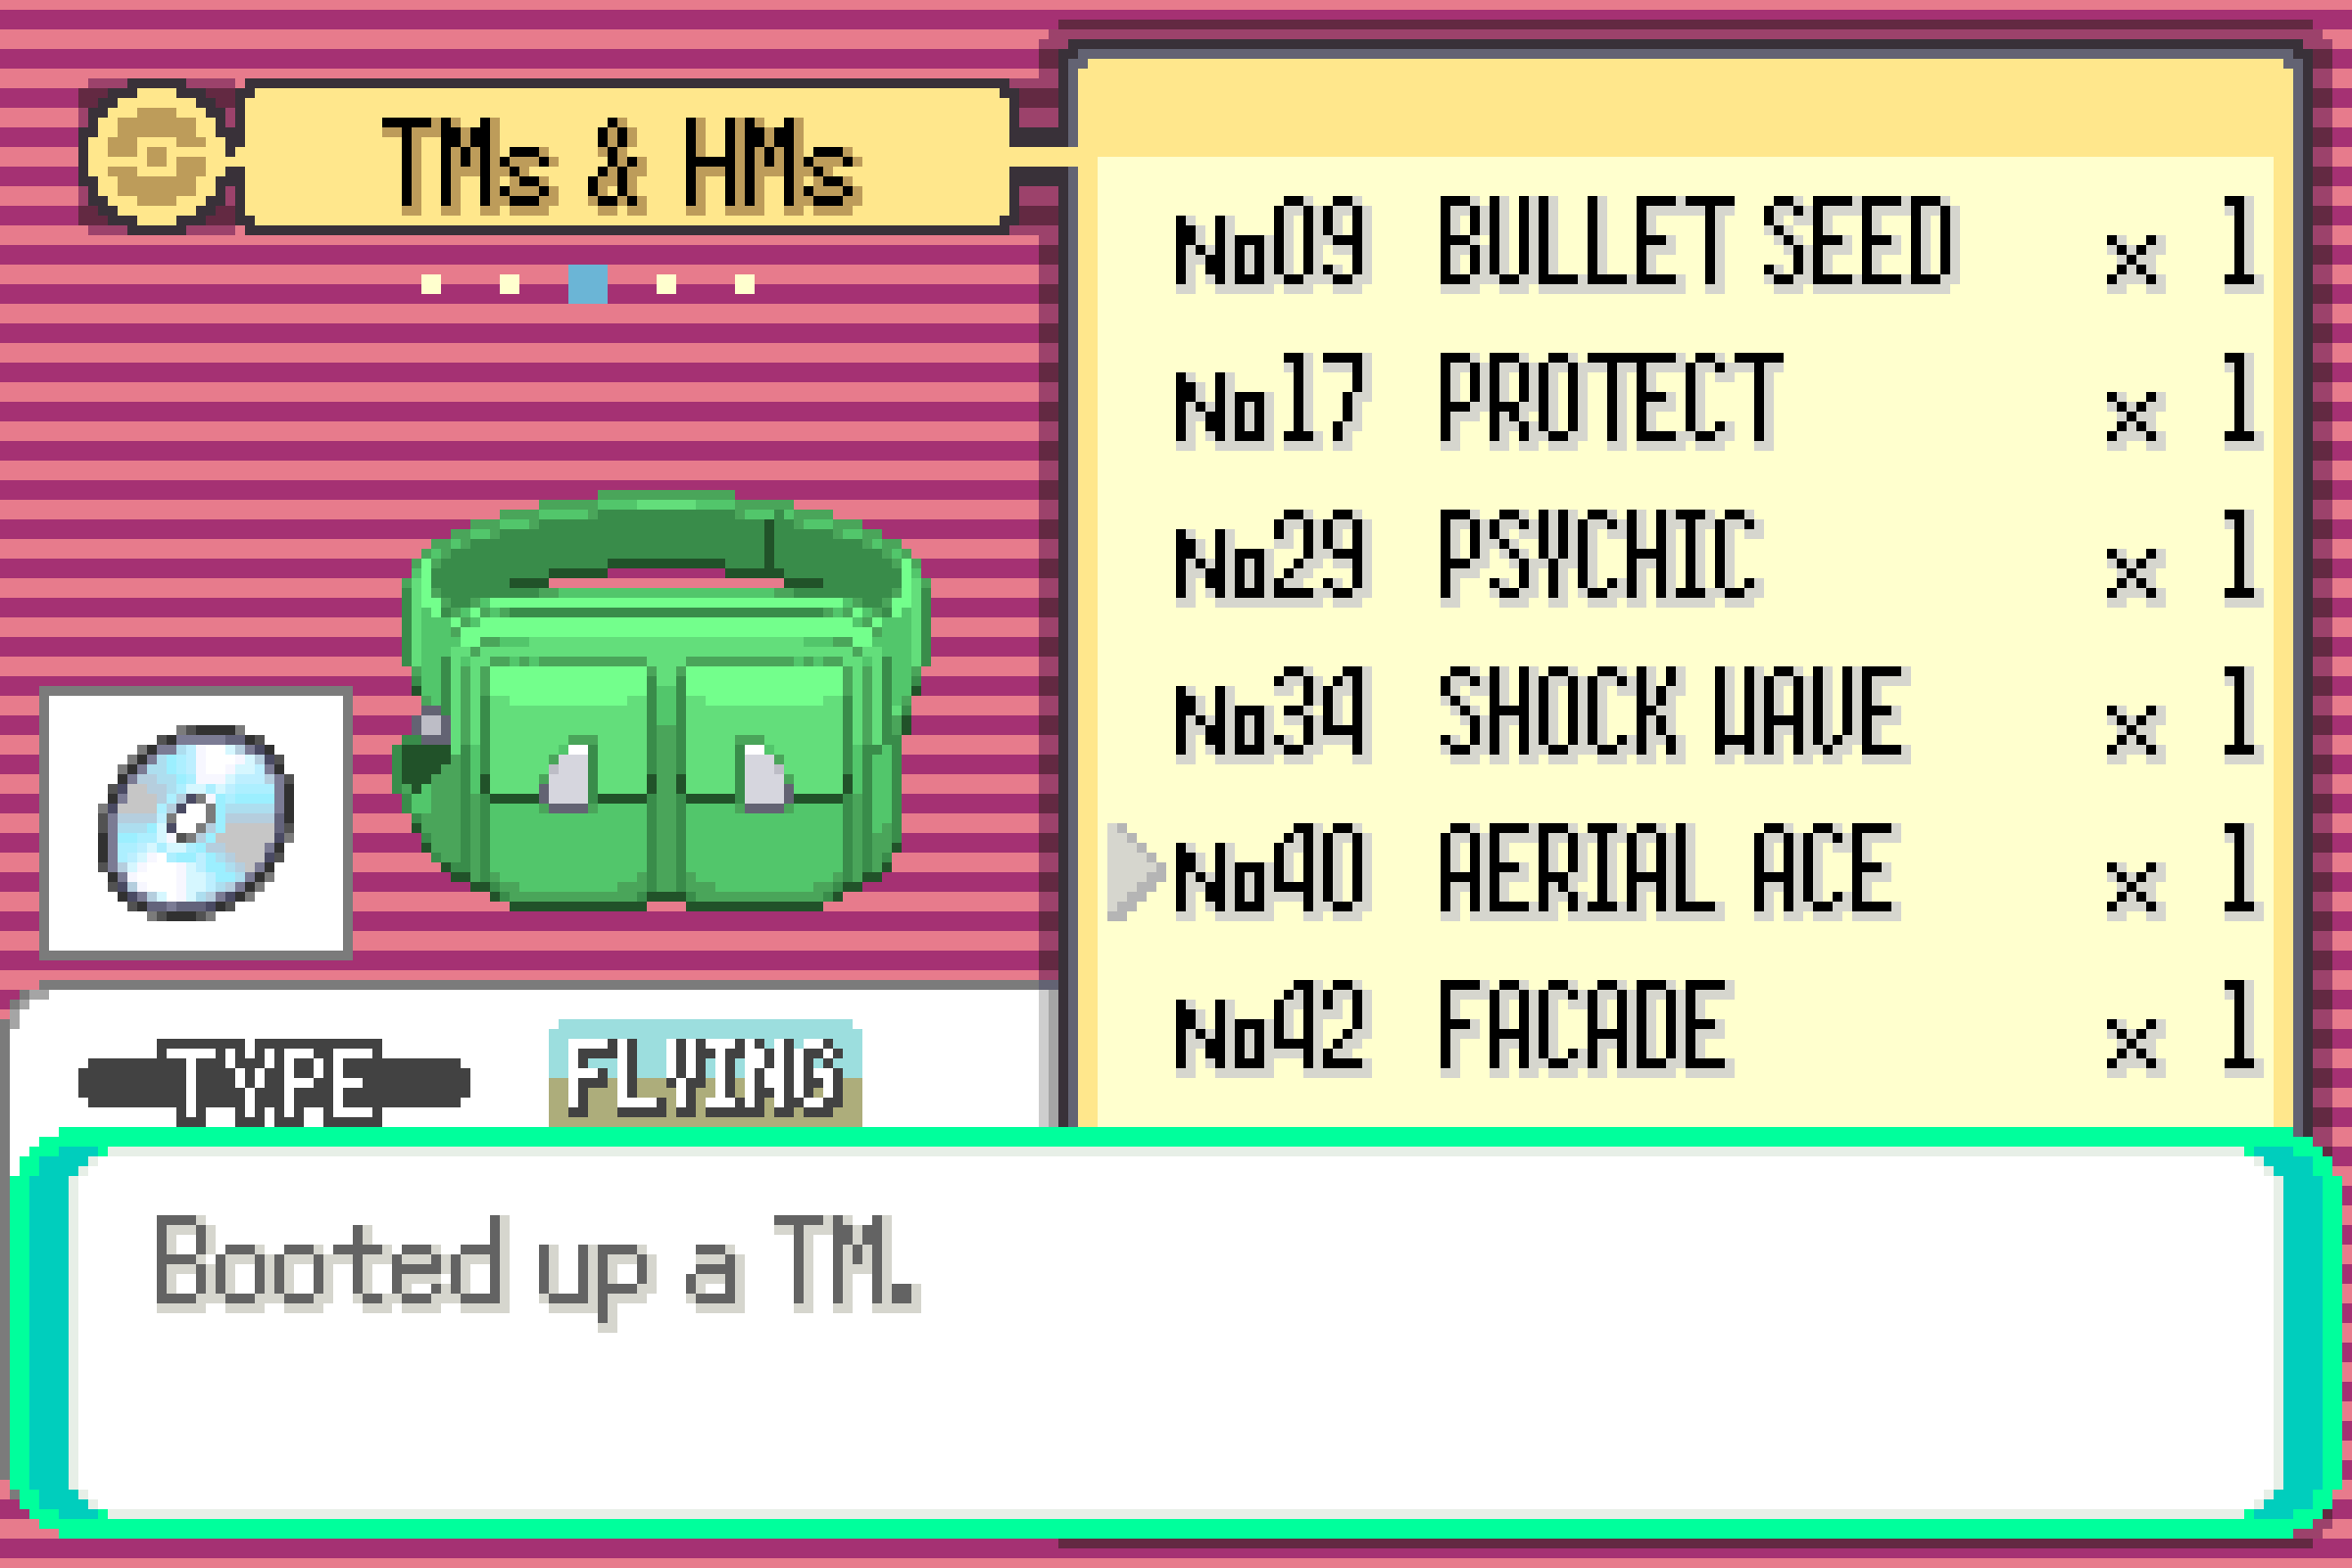 TMs & HMs
No09 BULLET SEED × 1
No17 PROTECT × 1
No29 PSYCHIC × 1
No34 SHOCK WAVE × 1
No40 AERIAL ACE × 1
No42 FACADE × 1
TYPE FLYING
Booted up a TM.